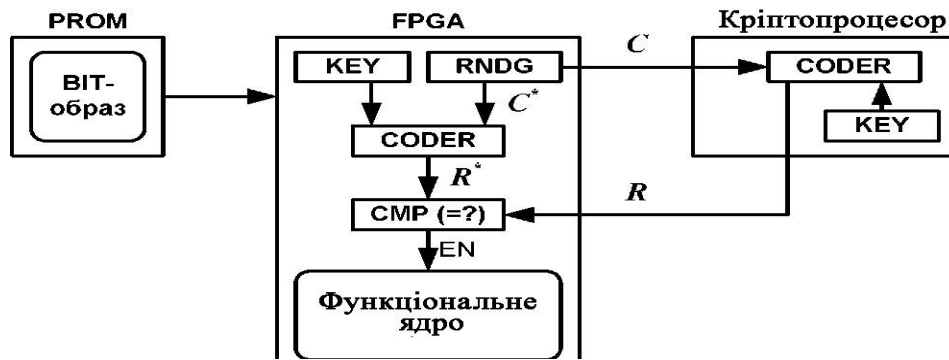 PROM
FPGA
Кріптопроцесор
BIT-
образ
KEY
RNDG
C
CODER
KEY
C*
CODER
R*
R
CMP (=?)
EN
Функціональне
ядро